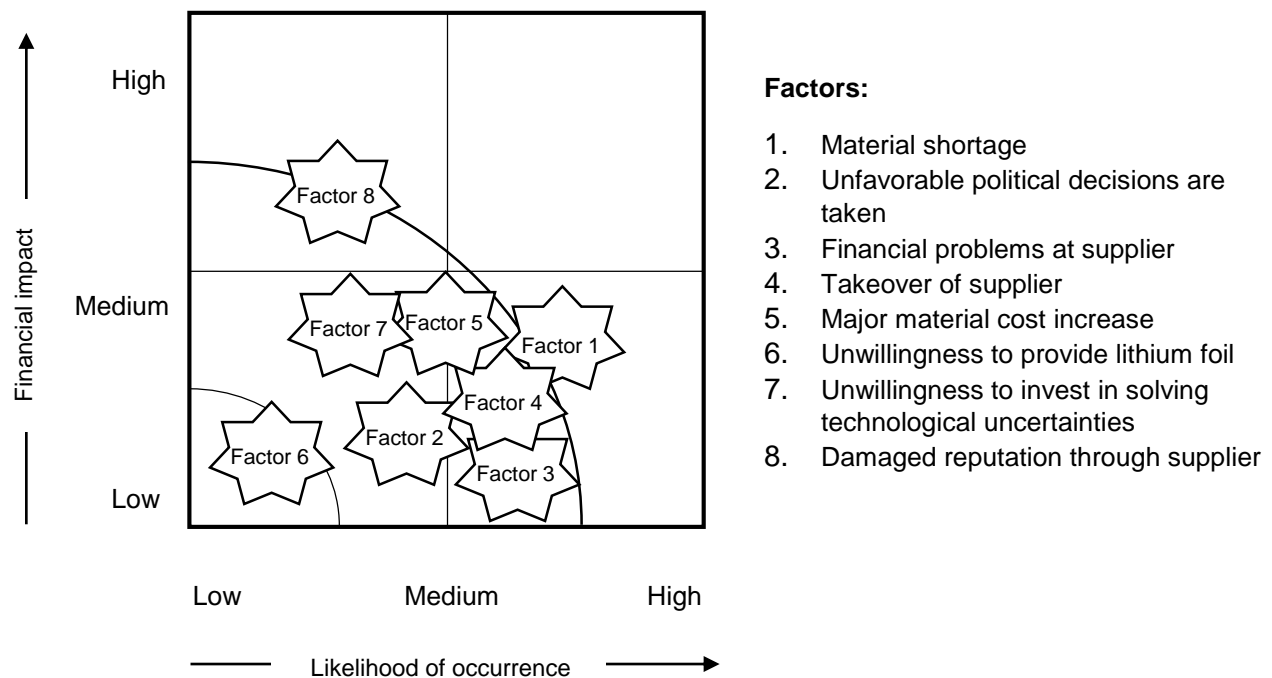 High
Medium
Low
Financial impact
Factor 8
Factor 7
Factor 5
Factor 1
Factor 4
Factor 2
Factor 6
Factor 3
Low
Medium
High
Likelihood of occurrence
Factors:
1. Material shortage
2. Unfavorable political decisions are
taken
3. Financial problems at supplier
4. Takeover of supplier
5. Major material cost increase
6. Unwillingness to provide lithium foil
7. Unwillingness to invest in solving
technological uncertainties
8. Damaged reputation through supplier